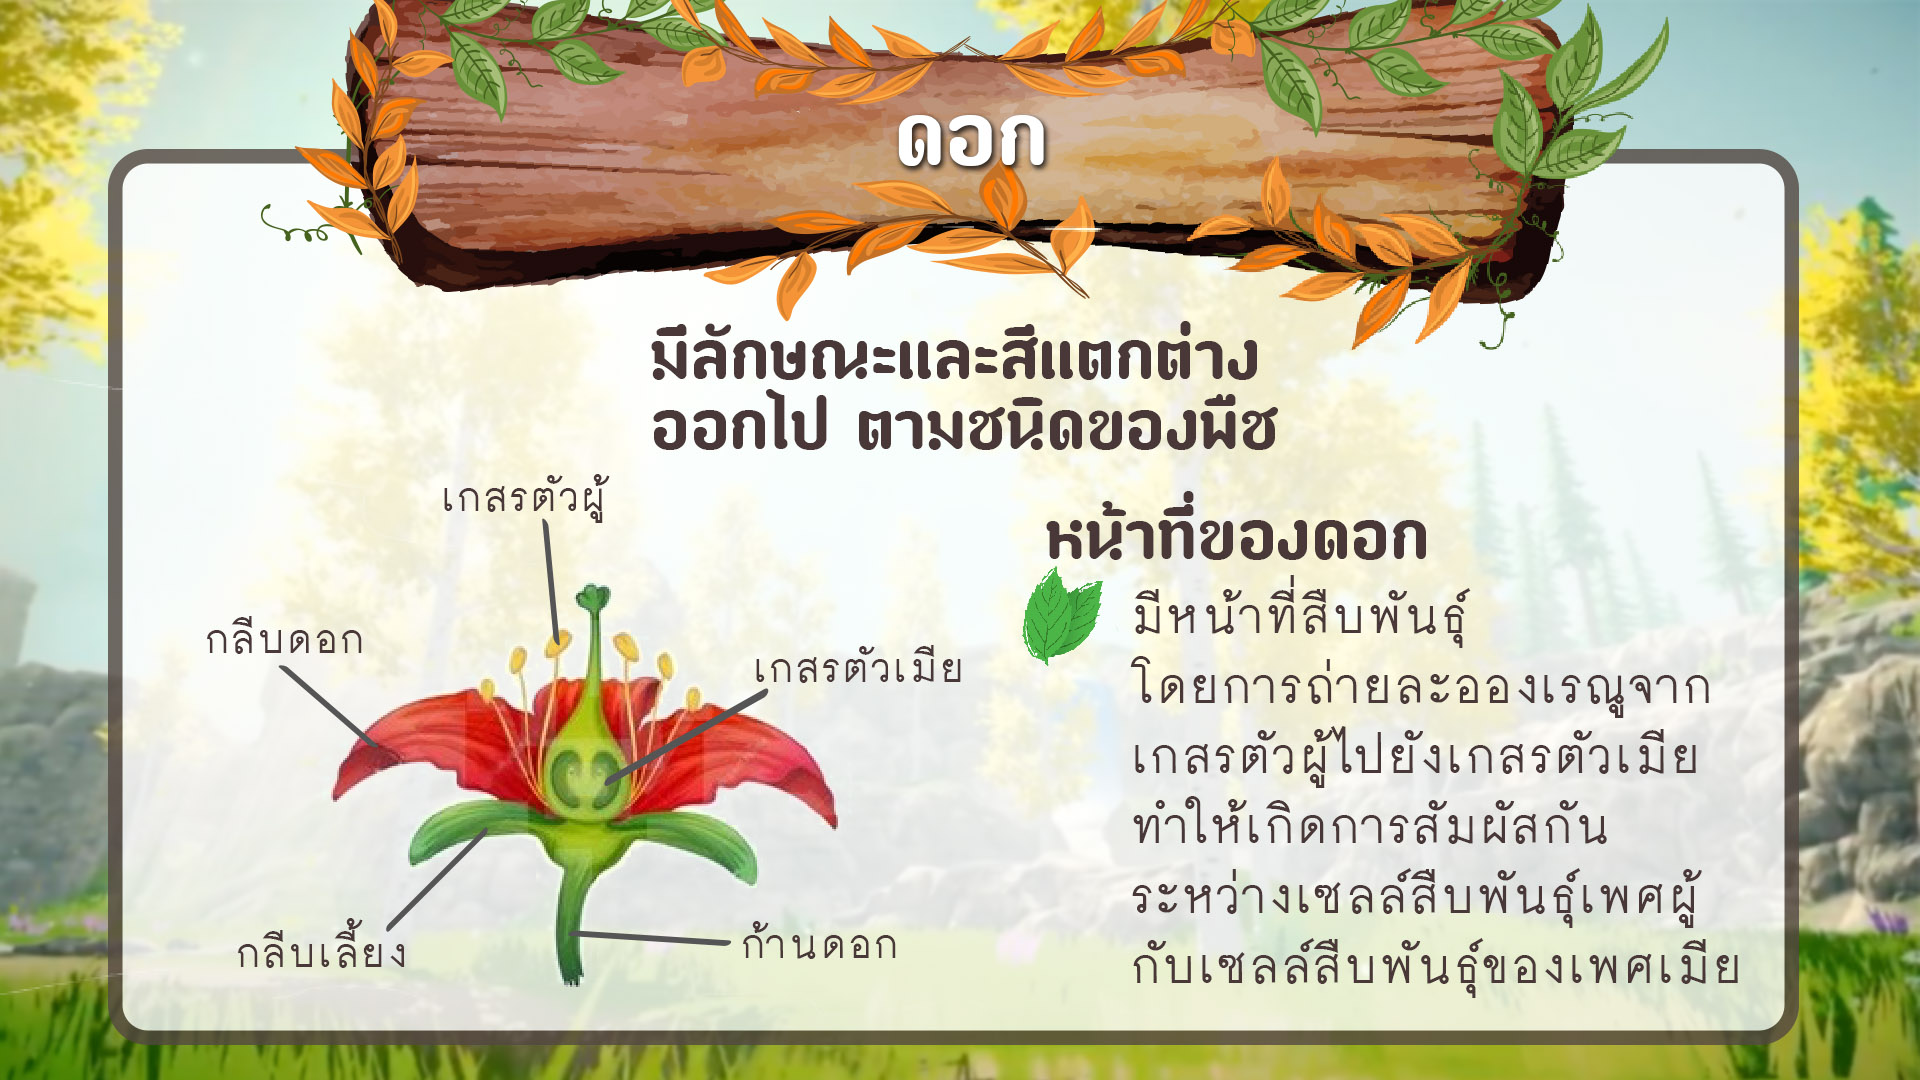 ดอก
มีลักษณะและสีแตกต่าง
ออกไป ตามชนิดของพืช
เกสรตัวผู้
กลีบดอก
เกสรตัวเมีย
กลีบเลี้ยง
ก้านดอก
หน้าที่ของดอก
มีหน้าที่สืบพันธุ์
โดยการถ่ายละอองเรณูจาก
เกสรตัวผู้ไปยังเกสรตัวเมีย
ทำให้เกิดการสัมผัสกัน
ระหว่างเซลล์สืบพันธุ์เพศผู้
กับเซลล์สืบพันธุ์ของเพศเมีย